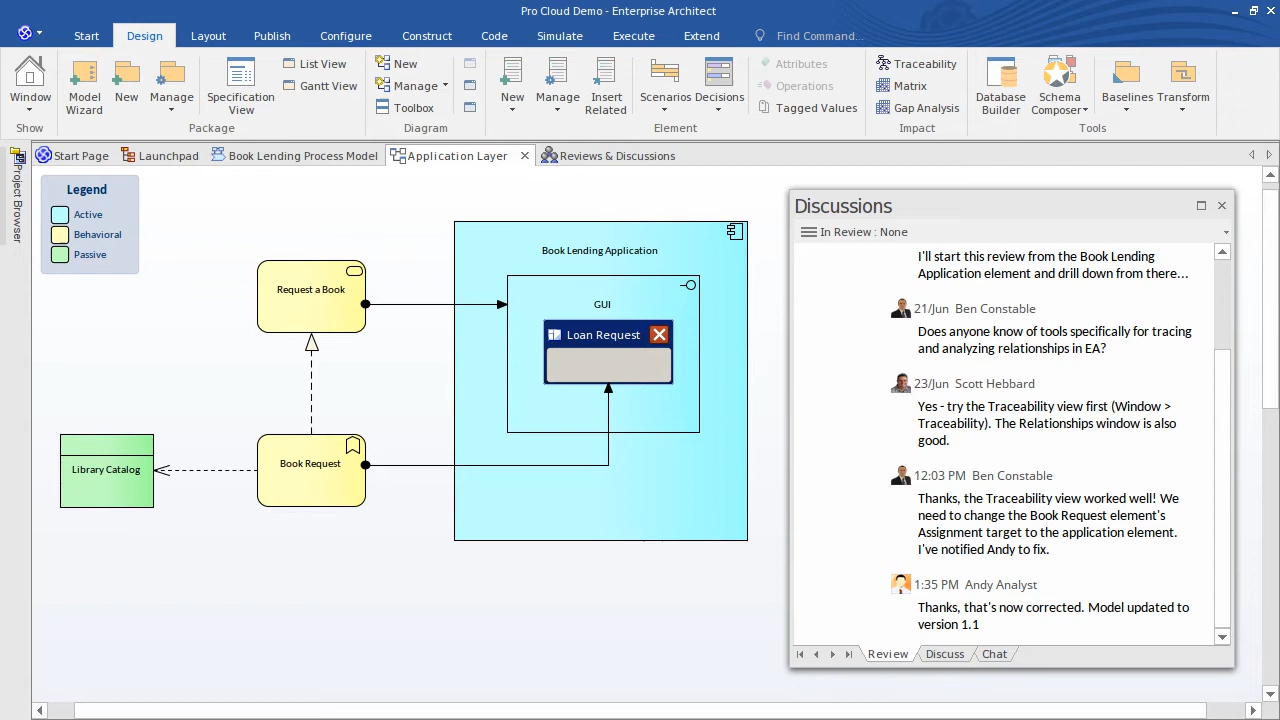 Pro Cloud Demo - Enterprise Architect
Start Design Layout Publish Configure Construct Code Simulate Execute Extend Find Command...
Window
Show
Model Wizard
New
Manage
Specification View
List View
Gantt View
Package
New
Manage
Toolbox
Diagram
New
Manage
Insert Related
Scenarios
Decisions
Attributes
Operations
Tagged Values
Element
Traceability
Matrix
Gap Analysis
Impact
Database Builder
Schema Composer
Baselines
Transform
Tools
Start Page Launchpad Book Lending Process Model Application Layer Reviews & Discussions
Project Browser
Legend
Active
Behavioral
Passive
Request a Book
Book Lending Application
GUI
Loan Request
Library Catalog
Book Request
Discussions
In Review : None
I'll start this review from the Book Lending
Application element and drill down from there...
21/Jun Ben Constable
Does anyone know of tools specifically for tracing
and analyzing relationships in EA?
23/Jun Scott Hebbard
Yes - try the Traceability view first (Window >
Traceability). The Relationships window is also
good.
12:03 PM Ben Constable
Thanks, the Traceability view worked well! We
need to change the Book Request element's
Assignment target to the application element.
I've notified Andy to fix.
1:35 PM Andy Analyst
Thanks, that's now corrected. Model updated to
version 1.1
Review Discuss Chat